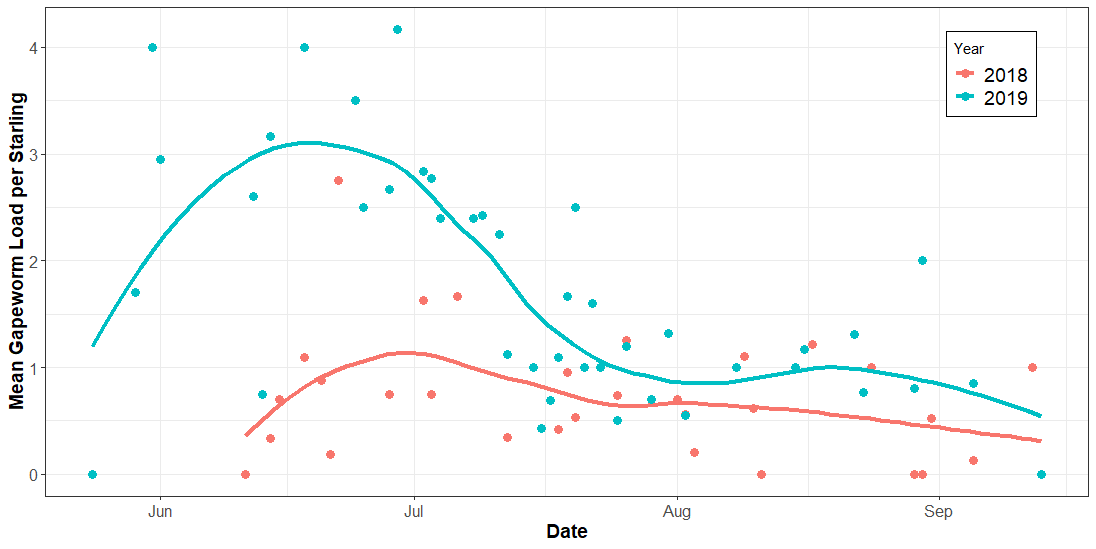 Mean Gapeworm Load per Starling
4
3
2
1
0
Jun
Jul
Aug
Sep
Date
Year
2018
2019